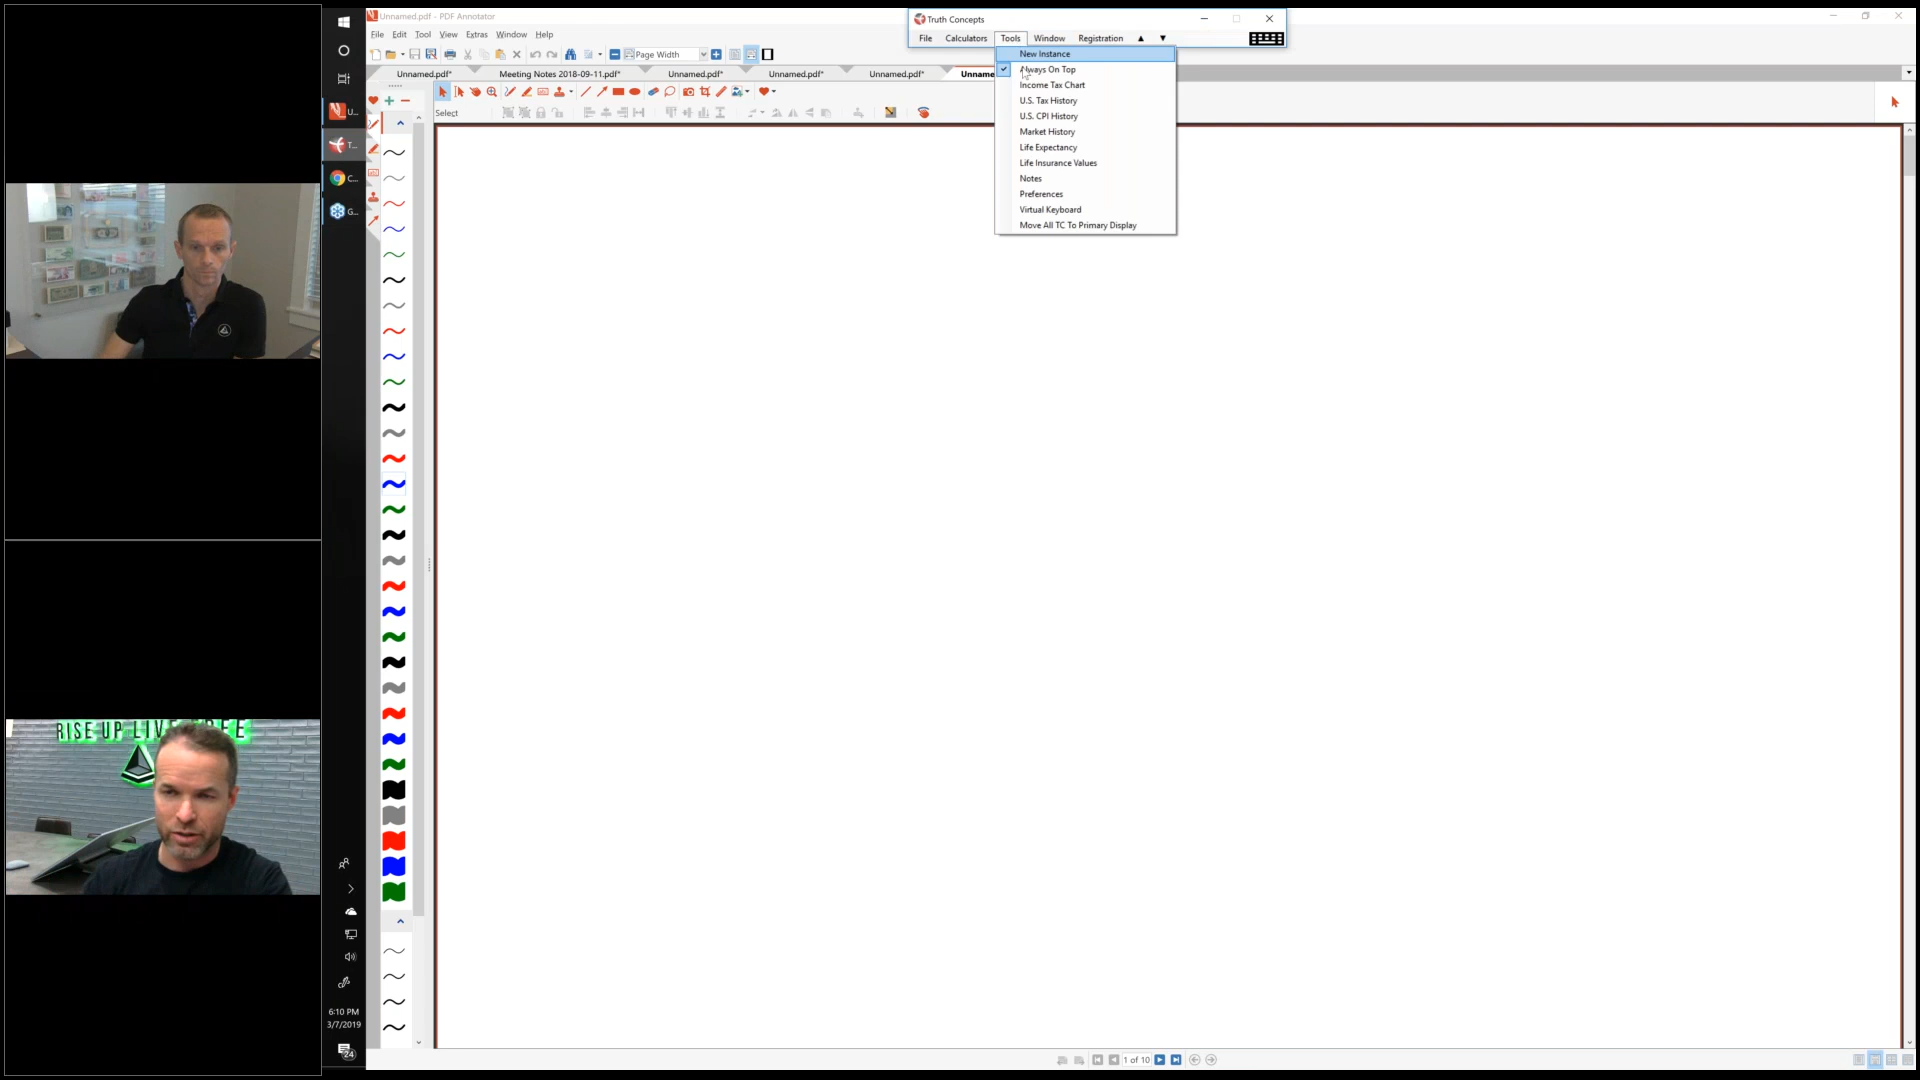 Unnamed.pdf - PDF Annotator
File Edit Tool View Extras Window Help
Page Width
Unnamed.pdf* Meeting Notes 2018-09-11.pdf* Unnamed.pdf* Unnamed.pdf* Unnamed.pdf* Unname
Select
Truth Concepts
File Calculators Tools Window Registration
New Instance
Always On Top
Income Tax Chart
U.S. Tax History
U.S. CPI History
Market History
Life Expectancy
Life Insurance Values
Notes
Preferences
Virtual Keyboard
Move All TC To Primary Display
U...
T...
C...
G...
RISE UP LIVE FREE
6:10 PM
3/7/2019
24
1 of 10